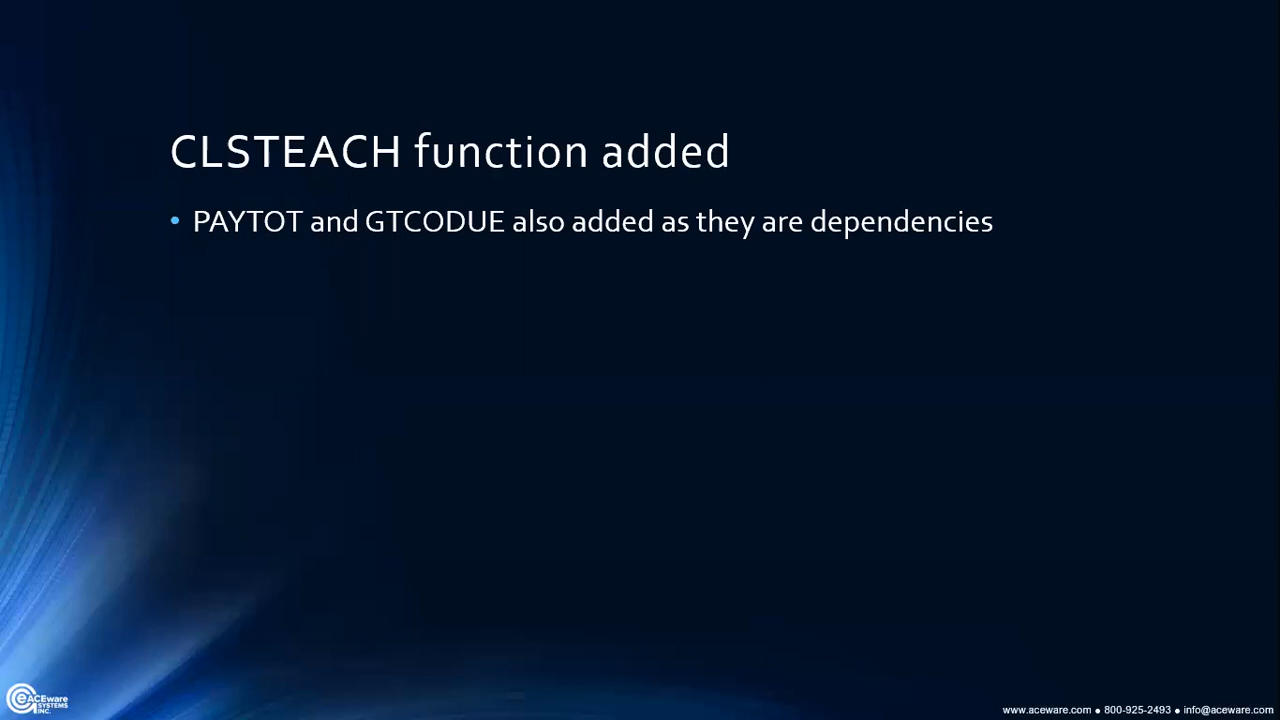 CLSTEACH function added
• PAYTOT and GTCODUE also added as they are dependencies
ACEware
SYSTEMS
INC.
www.aceware.com ● 800-925-2493 ● info@aceware.com